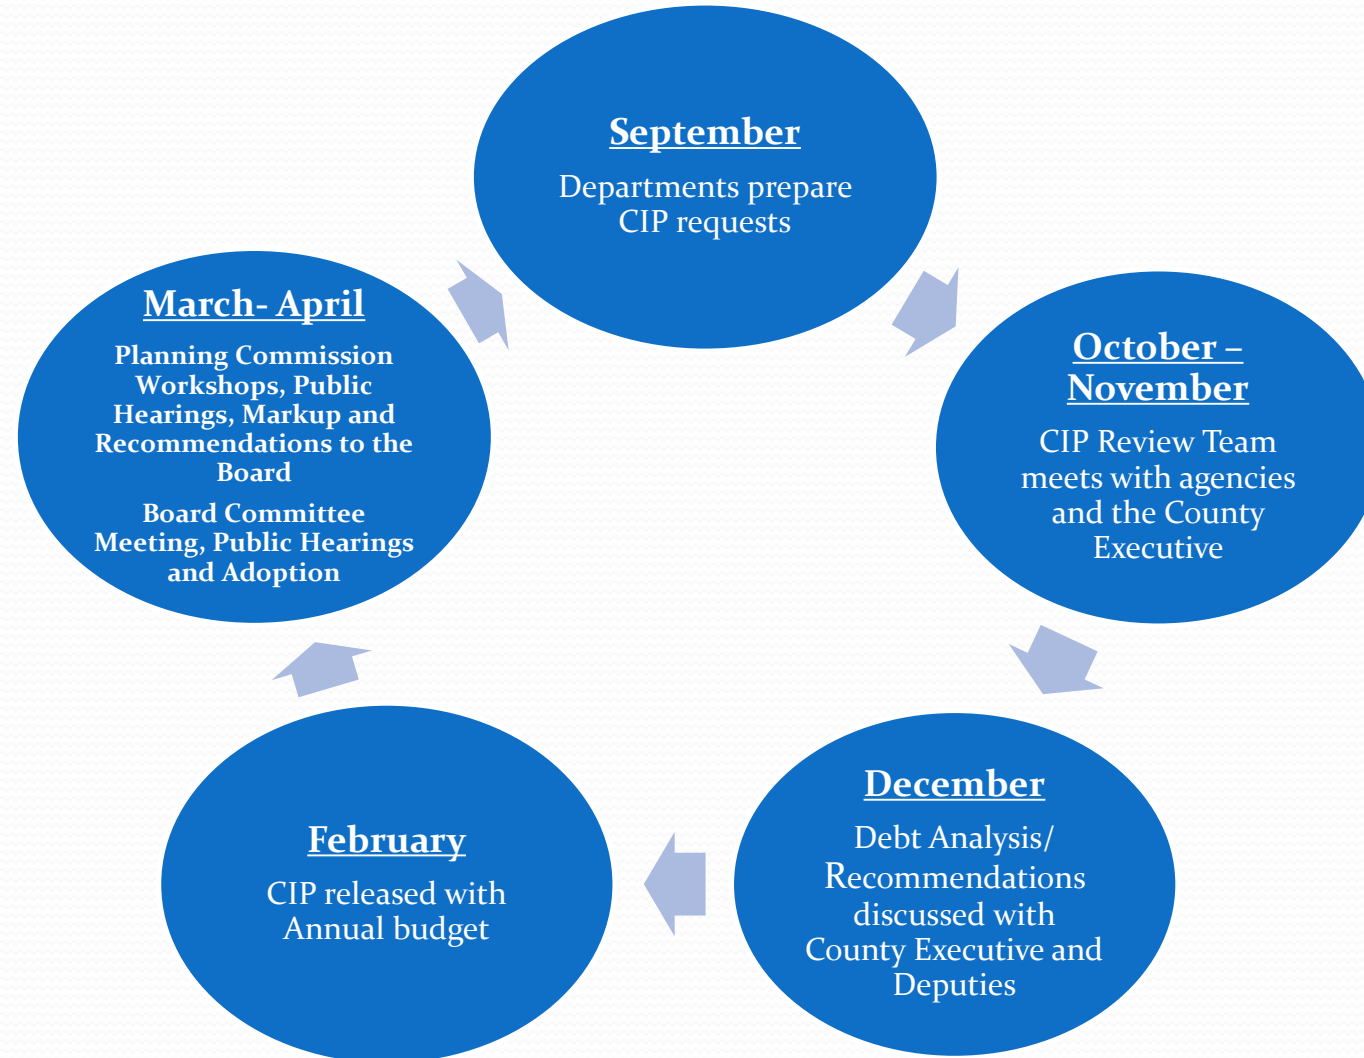 September
Departments prepare
CIP requests
October –
November
CIP Review Team
meets with agencies
and the County
Executive
December
Debt Analysis/
Recommendations
discussed with
County Executive and
Deputies
February
CIP released with
Annual budget
March- April
Planning Commission
Workshops, Public
Hearings, Markup and
Recommendations to the
Board
Board Committee
Meeting, Public Hearings
and Adoption